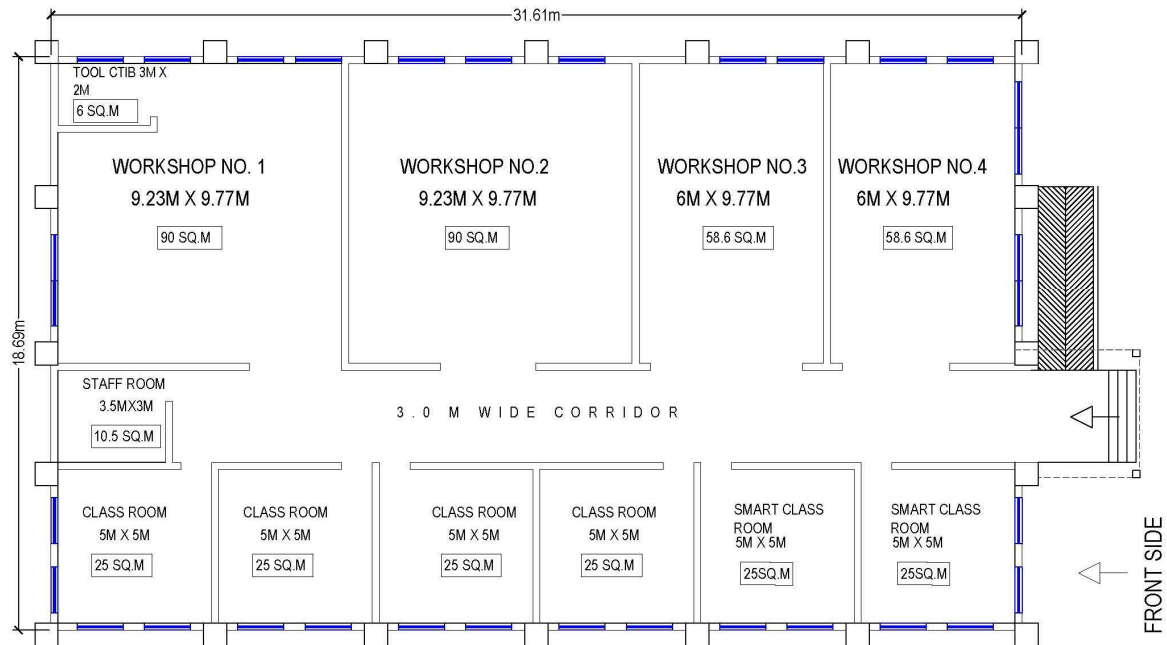 31.61m
18.69m
TOOL CTIB 3M X
2M
6 SQ.M
WORKSHOP NO. 1
9.23M X 9.77M
90 SQ.M
WORKSHOP NO.2
9.23M X 9.77M
90 SQ.M
WORKSHOP NO.3
6M X 9.77M
58.6 SQ.M
WORKSHOP NO.4
6M X 9.77M
58.6 SQ.M
STAFF ROOM
3.5MX3M
10.5 SQ.M
3.0 M WIDE CORRIDOR
CLASS ROOM
5M X 5M
25 SQ.M
CLASS ROOM
5M X 5M
25 SQ.M
CLASS ROOM
5M X 5M
25 SQ.M
CLASS ROOM
5M X 5M
25 SQ.M
SMART CLASS
ROOM
5M X 5M
25SQ.M
SMART CLASS
ROOM
5M X 5M
25SQ.M
FRONT SIDE